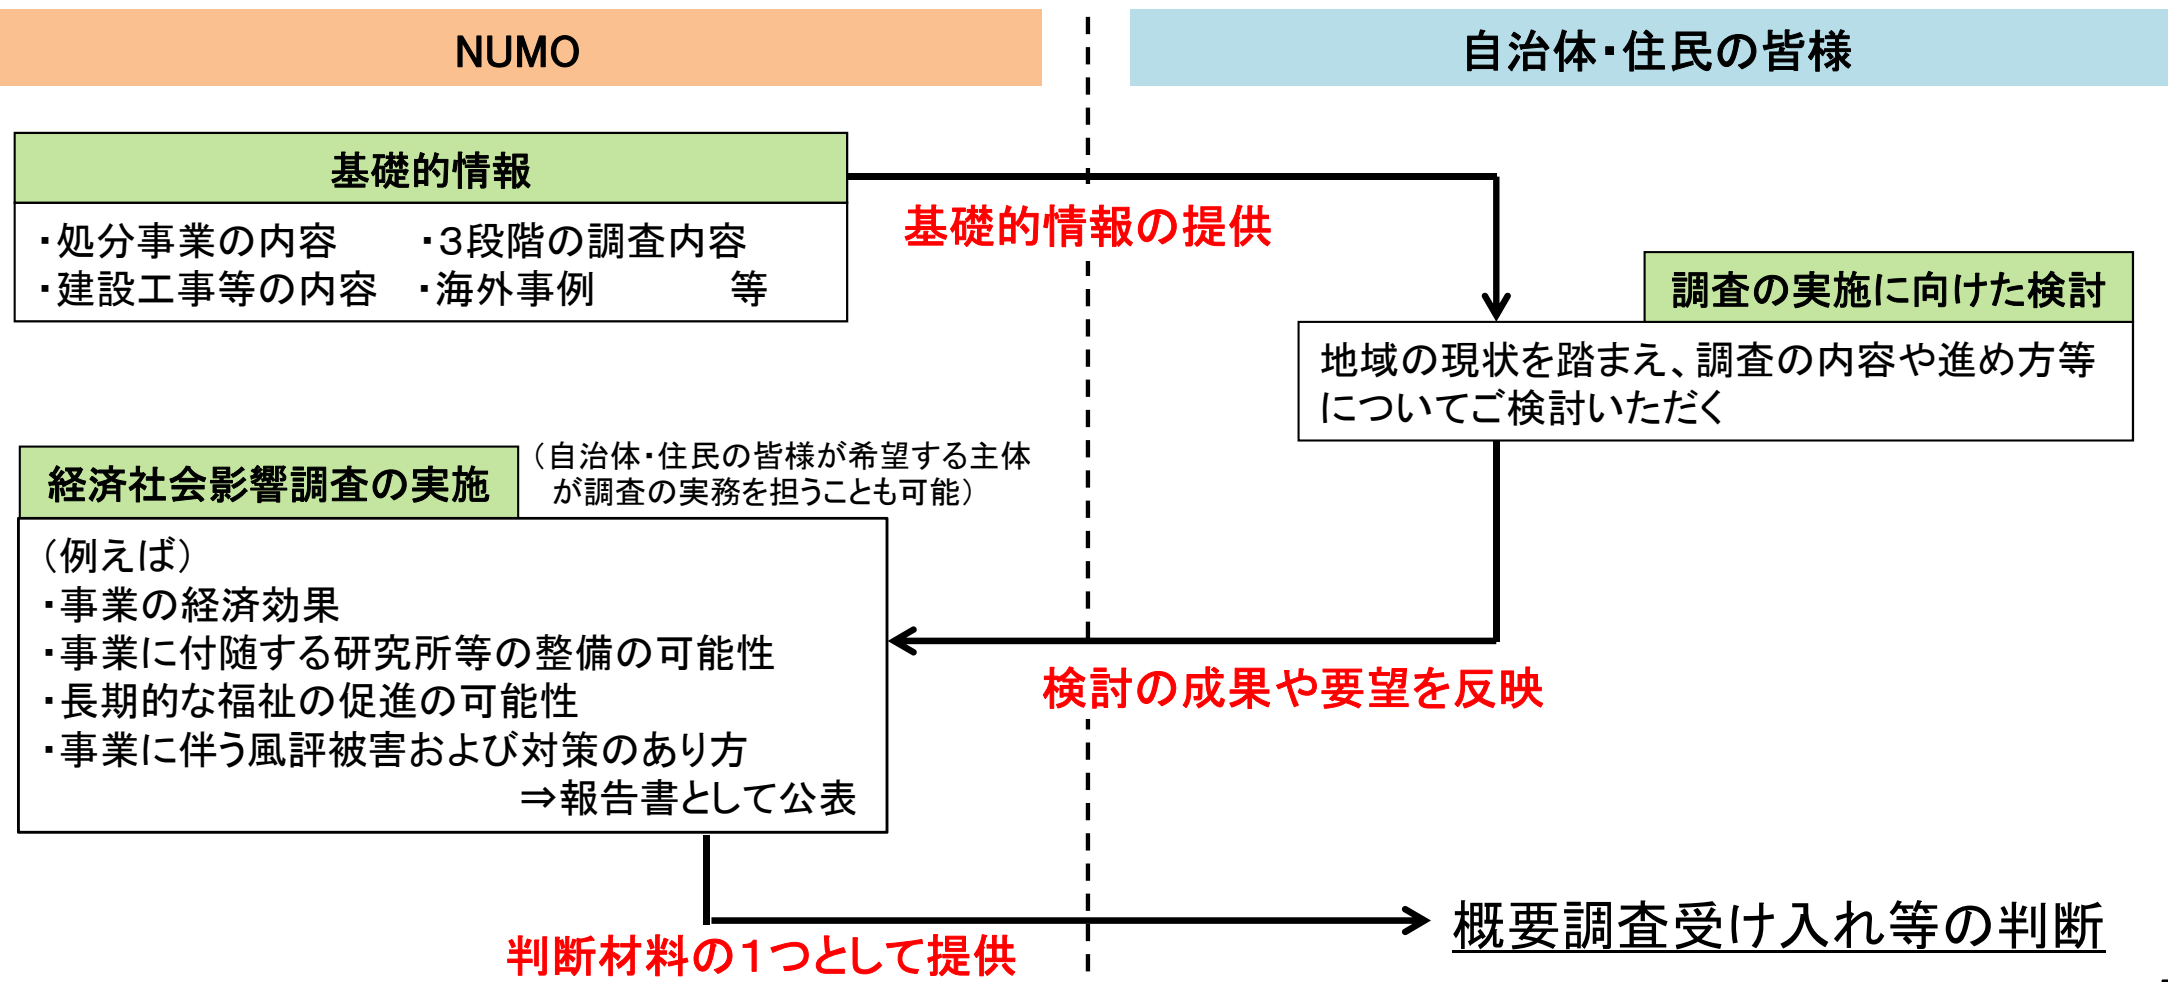 NUMO
自治体・住民の皆様
基礎的情報
・処分事業の内容　・３段階の調査内容
・建設工事等の内容　・海外事例　等
基礎的情報の提供
調査の実施に向けた検討
地域の現状を踏まえ、調査の内容や進め方等
についてご検討いただく
経済社会影響調査の実施
（自治体・住民の皆様が希望する主体
が調査の実務を担うことも可能）
（例えば）
・事業の経済効果
・事業に付随する研究所等の整備の可能性
・長期的な福祉の促進の可能性
・事業に伴う風評被害および対策のあり方
⇒報告書として公表
検討の成果や要望を反映
概要調査受け入れ等の判断
判断材料の１つとして提供